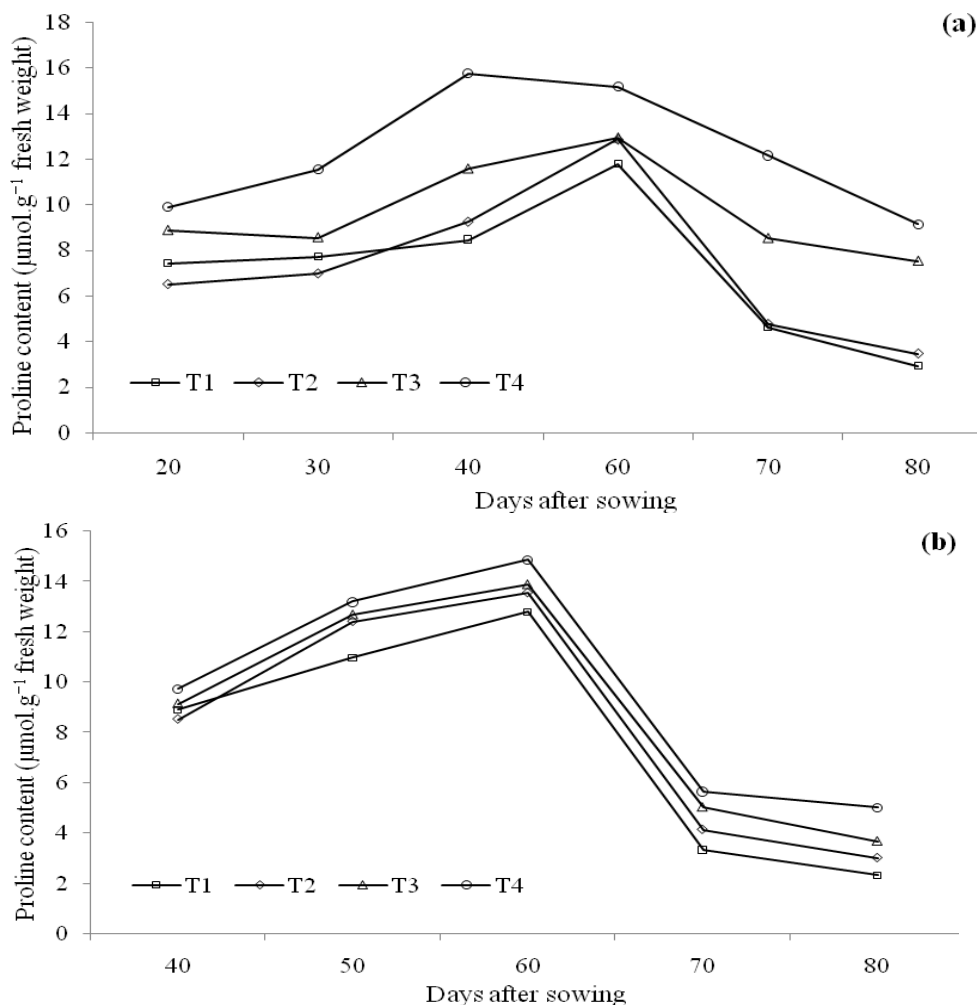 (a)
Proline content (µmol.g⁻¹ fresh weight)
18
16
14
12
10
8
6
4
2
0
T1 T2 T3 T4
20 30 40 60 70 80
Days after sowing
(b)
Proline content (µmol.g⁻¹ fresh weight)
16
14
12
10
8
6
4
2
0
T1 T2 T3 T4
40 50 60 70 80
Days after sowing